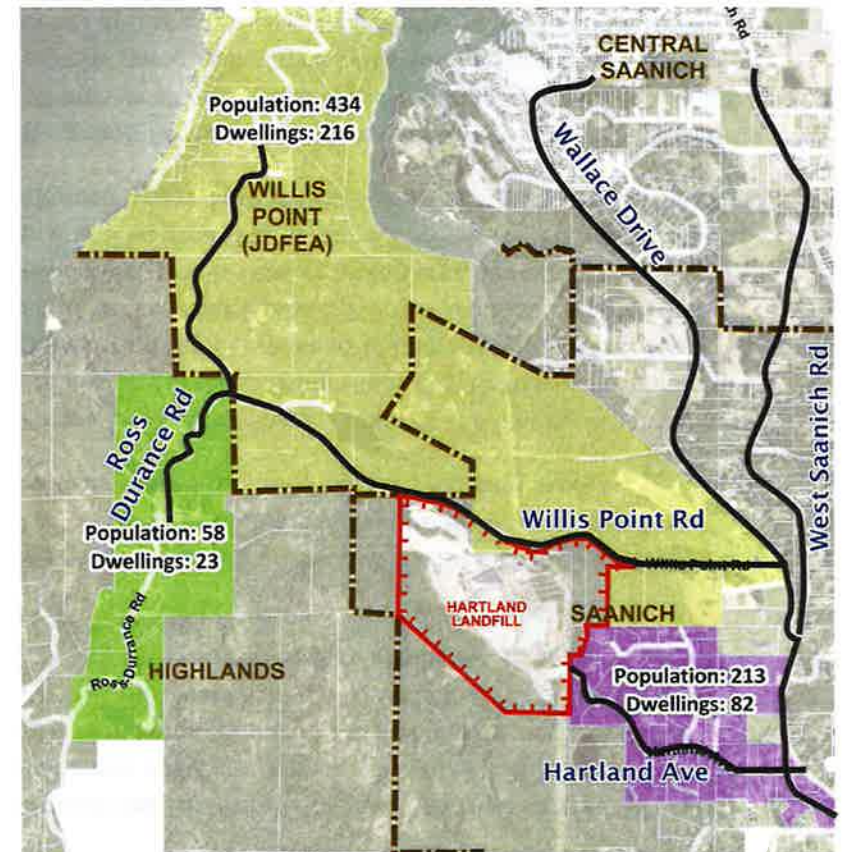 h Rd
CENTRAL
SAANICH
Population: 434
Dwellings: 216
Wallace Drive
WILLIS
POINT
(JDFEA)
West Saanich Rd
Ross
Durance Rd
Willis Point Rd
Population: 58
Dwellings: 23
Willis Point Rd
HARTLAND
LANDFILL
SAANICH
Ross Durrance Rd
HIGHLANDS
Population: 213
Dwellings: 82
Hartland Ave